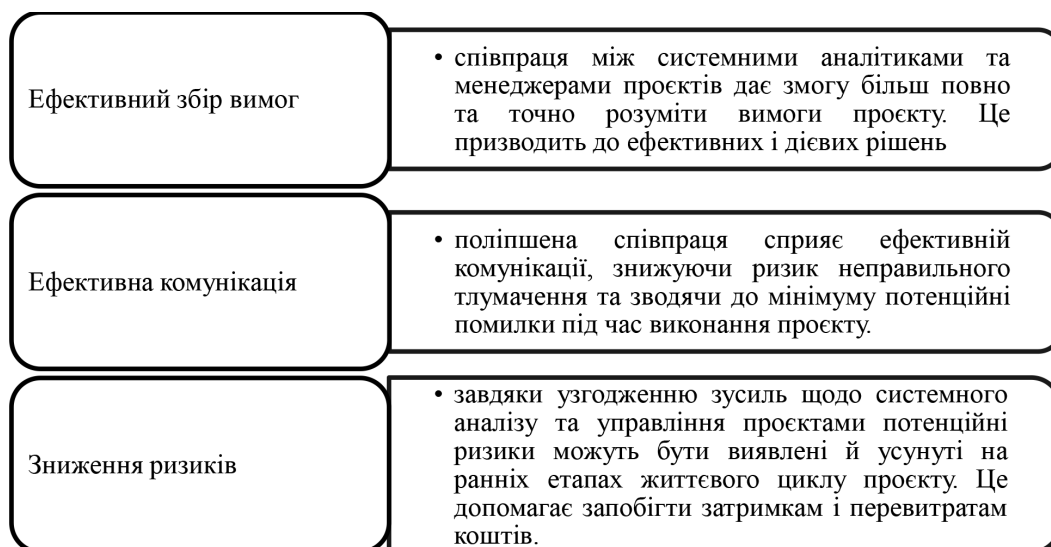 Ефективний збір вимог
• співпраця між системними аналітиками та
менеджерами проєктів дає змогу більш повно
та точно розуміти вимоги проєкту. Це
призводить до ефективних і дієвих рішень
Ефективна комунікація
• поліпшена співпраця сприяє ефективній
комунікації, знижуючи ризик неправильного
тлумачення та зводячи до мінімуму потенційні
помилки під час виконання проєкту.
Зниження ризиків
• завдяки узгодженню зусиль щодо системного
аналізу та управління проєктами потенційні
ризики можуть бути виявлені й усунуті на
ранніх етапах життєвого циклу проєкту. Це
допомагає запобігти затримкам і перевитратам
коштів.